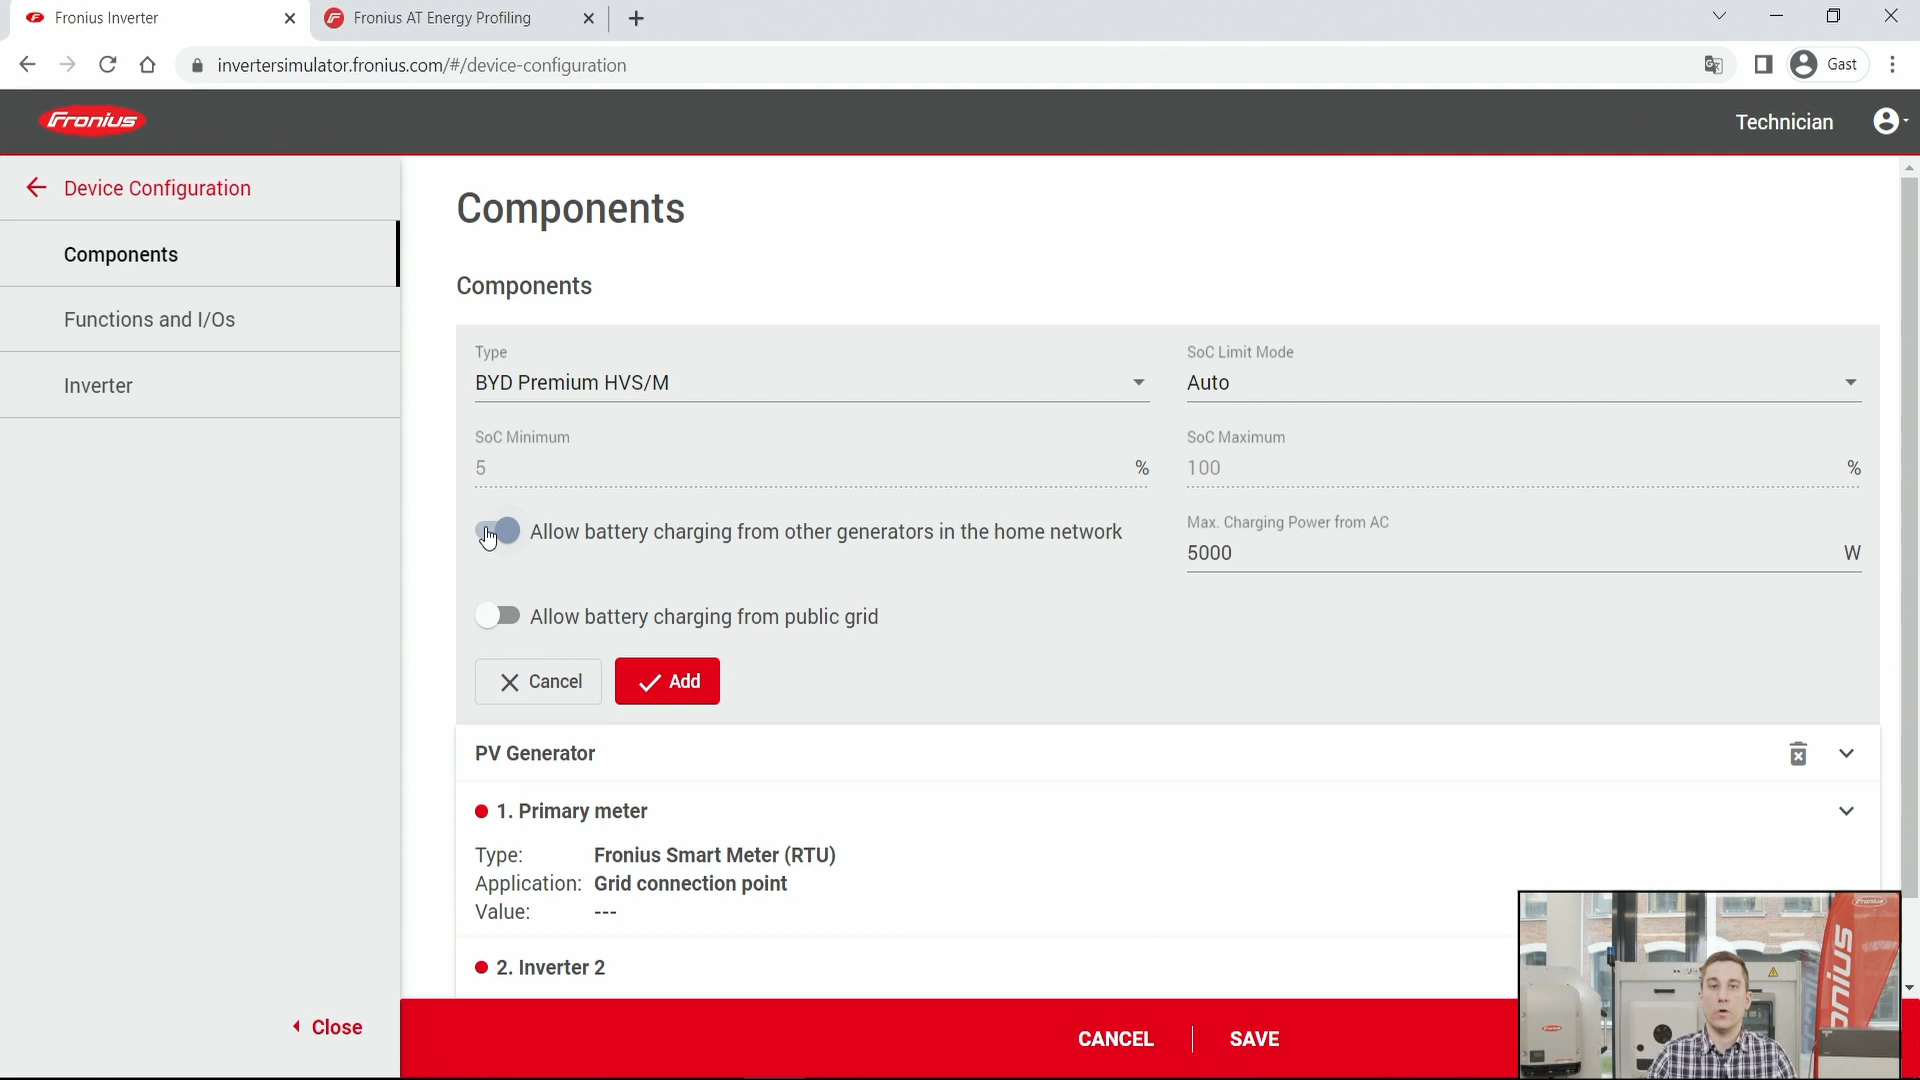 Fronius Inverter
Fronius AT Energy Profiling
invertersimulator.fronius.com/#/device-configuration
Gast
Fronius
Technician
Device Configuration
Components
Functions and I/Os
Inverter
Close
Components
Components
Type
BYD Premium HVS/M
SoC Limit Mode
Auto
SoC Minimum
5 %
SoC Maximum
100 %
Allow battery charging from other generators in the home network
Max. Charging Power from AC
5000 W
Allow battery charging from public grid
Cancel
Add
PV Generator
1. Primary meter
Type: Fronius Smart Meter (RTU)
Application: Grid connection point
Value: ---
2. Inverter 2
CANCEL
SAVE